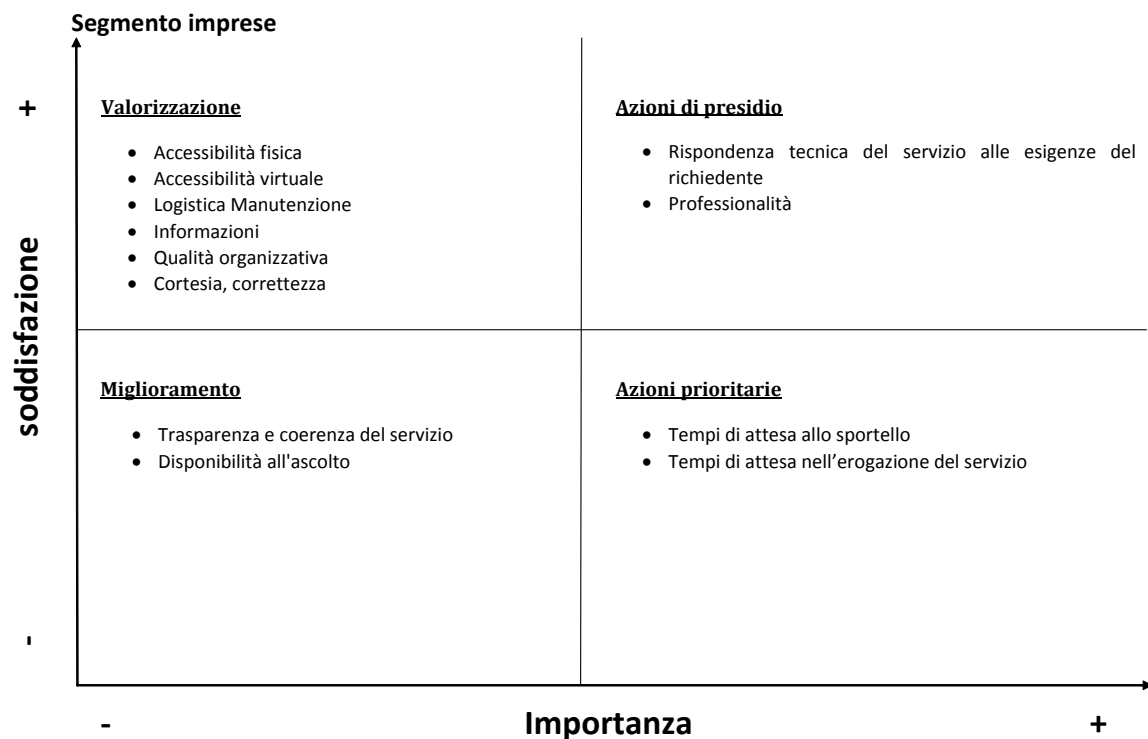 Segmento imprese
+
Valorizzazione
• Accessibilità fisica
• Accessibilità virtuale
• Logistica Manutenzione
• Informazioni
• Qualità organizzativa
• Cortesia, correttezza
Azioni di presidio
• Rispondenza tecnica del servizio alle esigenze del
richiedente
• Professionalità
soddisfazione
Miglioramento
• Trasparenza e coerenza del servizio
• Disponibilità all'ascolto
Azioni prioritarie
• Tempi di attesa allo sportello
• Tempi di attesa nell’erogazione del servizio
-
-
Importanza
+